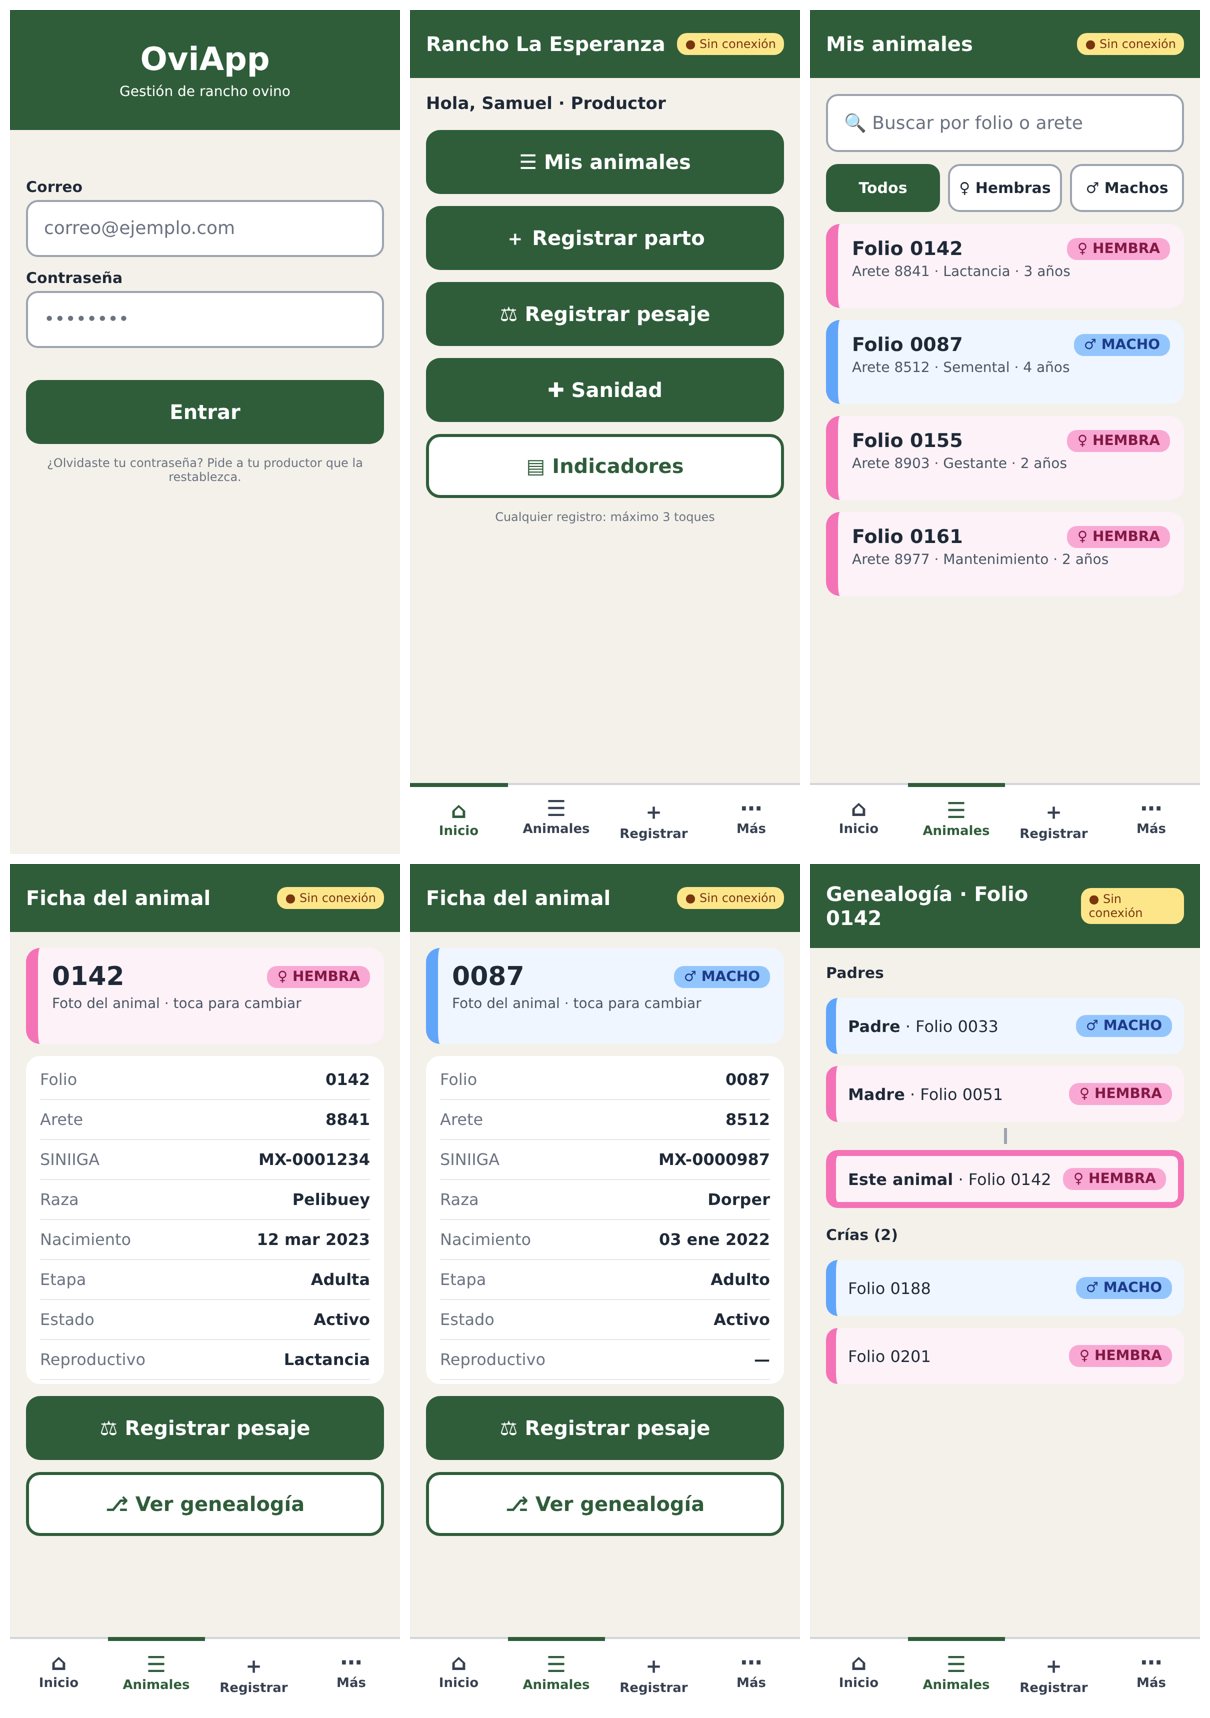 OviApp
Gestión de rancho ovino
Correo
correo@ejemplo.com
Contraseña
••••••••
Entrar
¿Olvidaste tu contraseña? Pide a tu productor que la
restablezca.
Rancho La Esperanza
● Sin conexión
Hola, Samuel · Productor
☰ Mis animales
+ Registrar parto
⚖ Registrar pesaje
✚ Sanidad
▤ Indicadores
Cualquier registro: máximo 3 toques
⌂ Inicio
☰ Animales
+ Registrar
⋯ Más
Mis animales
● Sin conexión
🔍 Buscar por folio o arete
Todos
♀ Hembras
♂ Machos
Folio 0142
♀ HEMBRA
Arete 8841 · Lactancia · 3 años
Folio 0087
♂ MACHO
Arete 8512 · Semental · 4 años
Folio 0155
♀ HEMBRA
Arete 8903 · Gestante · 2 años
Folio 0161
♀ HEMBRA
Arete 8977 · Mantenimiento · 2 años
⌂ Inicio
☰ Animales
+ Registrar
⋯ Más
Ficha del animal
● Sin conexión
0142
♀ HEMBRA
Foto del animal · toca para cambiar
Folio 0142
Arete 8841
SINIIGA MX-0001234
Raza Pelibuey
Nacimiento 12 mar 2023
Etapa Adulta
Estado Activo
Reproductivo Lactancia
⚖ Registrar pesaje
⎇ Ver genealogía
⌂ Inicio
☰ Animales
+ Registrar
⋯ Más
Ficha del animal
● Sin conexión
0087
♂ MACHO
Foto del animal · toca para cambiar
Folio 0087
Arete 8512
SINIIGA MX-0000987
Raza Dorper
Nacimiento 03 ene 2022
Etapa Adulto
Estado Activo
Reproductivo —
⚖ Registrar pesaje
⎇ Ver genealogía
⌂ Inicio
☰ Animales
+ Registrar
⋯ Más
Genealogía · Folio
0142
● Sin
conexión
Padres
Padre · Folio 0033
♂ MACHO
Madre · Folio 0051
♀ HEMBRA
Este animal · Folio 0142
♀ HEMBRA
Crías (2)
Folio 0188
♂ MACHO
Folio 0201
♀ HEMBRA
⌂ Inicio
☰ Animales
+ Registrar
⋯ Más